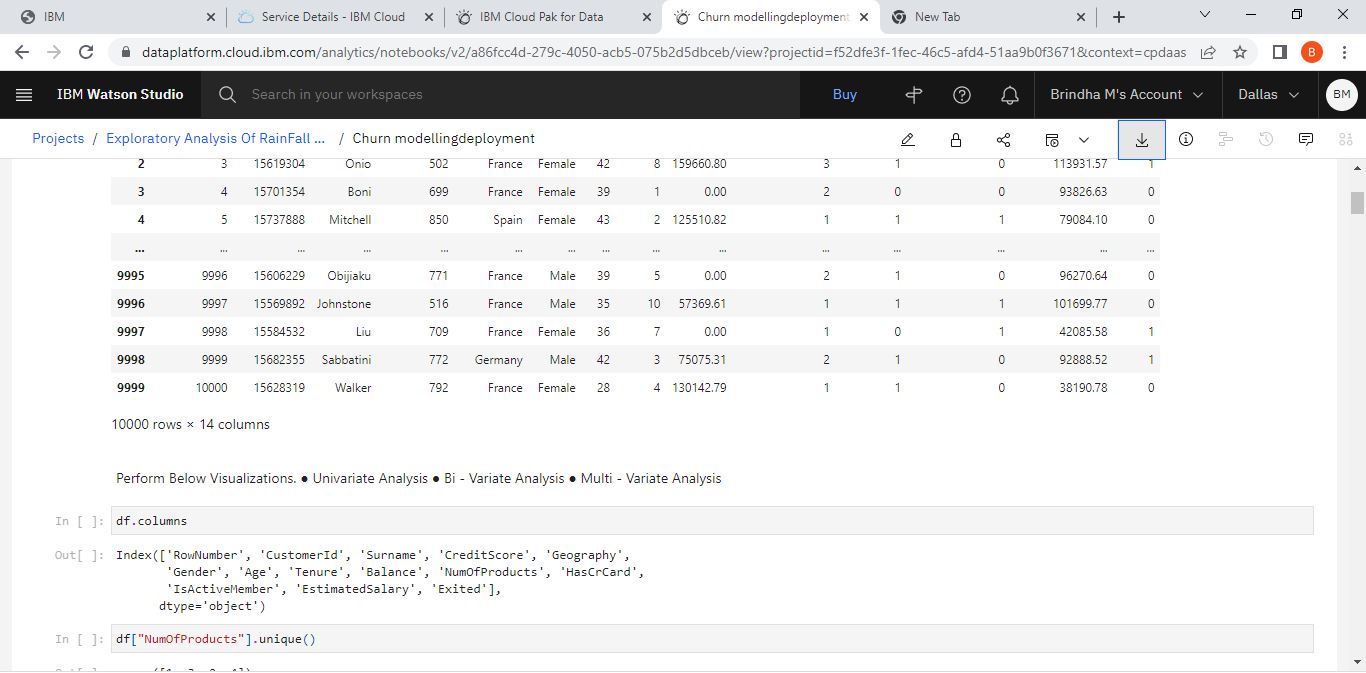 IBM
Service Details - IBM Cloud
IBM Cloud Pak for Data
Churn modellingdeployment
New Tab
dataplatform.cloud.ibm.com/analytics/notebooks/v2/a86fcc4d-279c-4050-acb5-075b2d5dbceb/view?projectid=f52dfe3f-1fec-46c5-afd4-51aa9b0f3671&context=cpdaas
B
IBM Watson Studio
Search in your workspaces
Buy
Brindha M's Account
Dallas
BM
Projects / Exploratory Analysis Of RainFall ... / Churn modellingdeployment
2 3 15619304 Onio 502 France Female 42 8 159660.80 3 1 0 113931.57 1
3 4 15701354 Boni 699 France Female 39 1 0.00 2 0 0 93826.63 0
4 5 15737888 Mitchell 850 Spain Female 43 2 125510.82 1 1 1 79084.10 0
... ... ... ... ... ... ... ... ... ... ... ... ... ... ...
9995 9996 15606229 Obijiaku 771 France Male 39 5 0.00 2 1 0 96270.64 0
9996 9997 15569892 Johnstone 516 France Male 35 10 57369.61 1 1 1 101699.77 0
9997 9998 15584532 Liu 709 France Female 36 7 0.00 1 0 1 42085.58 1
9998 9999 15682355 Sabbatini 772 Germany Male 42 3 75075.31 2 1 0 92888.52 1
9999 10000 15628319 Walker 792 France Female 28 4 130142.79 1 1 0 38190.78 0
10000 rows × 14 columns
Perform Below Visualizations. ● Univariate Analysis ● Bi - Variate Analysis ● Multi - Variate Analysis
In [ ]: df.columns
Out[ ]: Index(['RowNumber', 'CustomerId', 'Surname', 'CreditScore', 'Geography',
'Gender', 'Age', 'Tenure', 'Balance', 'NumOfProducts', 'HasCrCard',
'IsActiveMember', 'EstimatedSalary', 'Exited'],
dtype='object')
In [ ]: df["NumOfProducts"].unique()